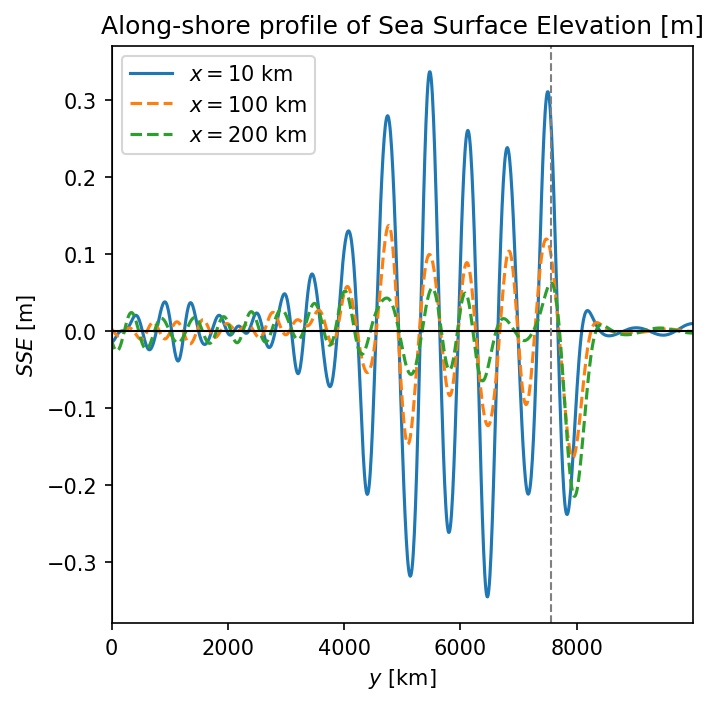 Along-shore profile of Sea Surface Elevation [m]
x = 10 km
x = 100 km
x = 200 km
0.3
0.2
0.1
0.0
−0.1
−0.2
−0.3
SSE [m]
0 2000 4000 6000 8000
y [km]